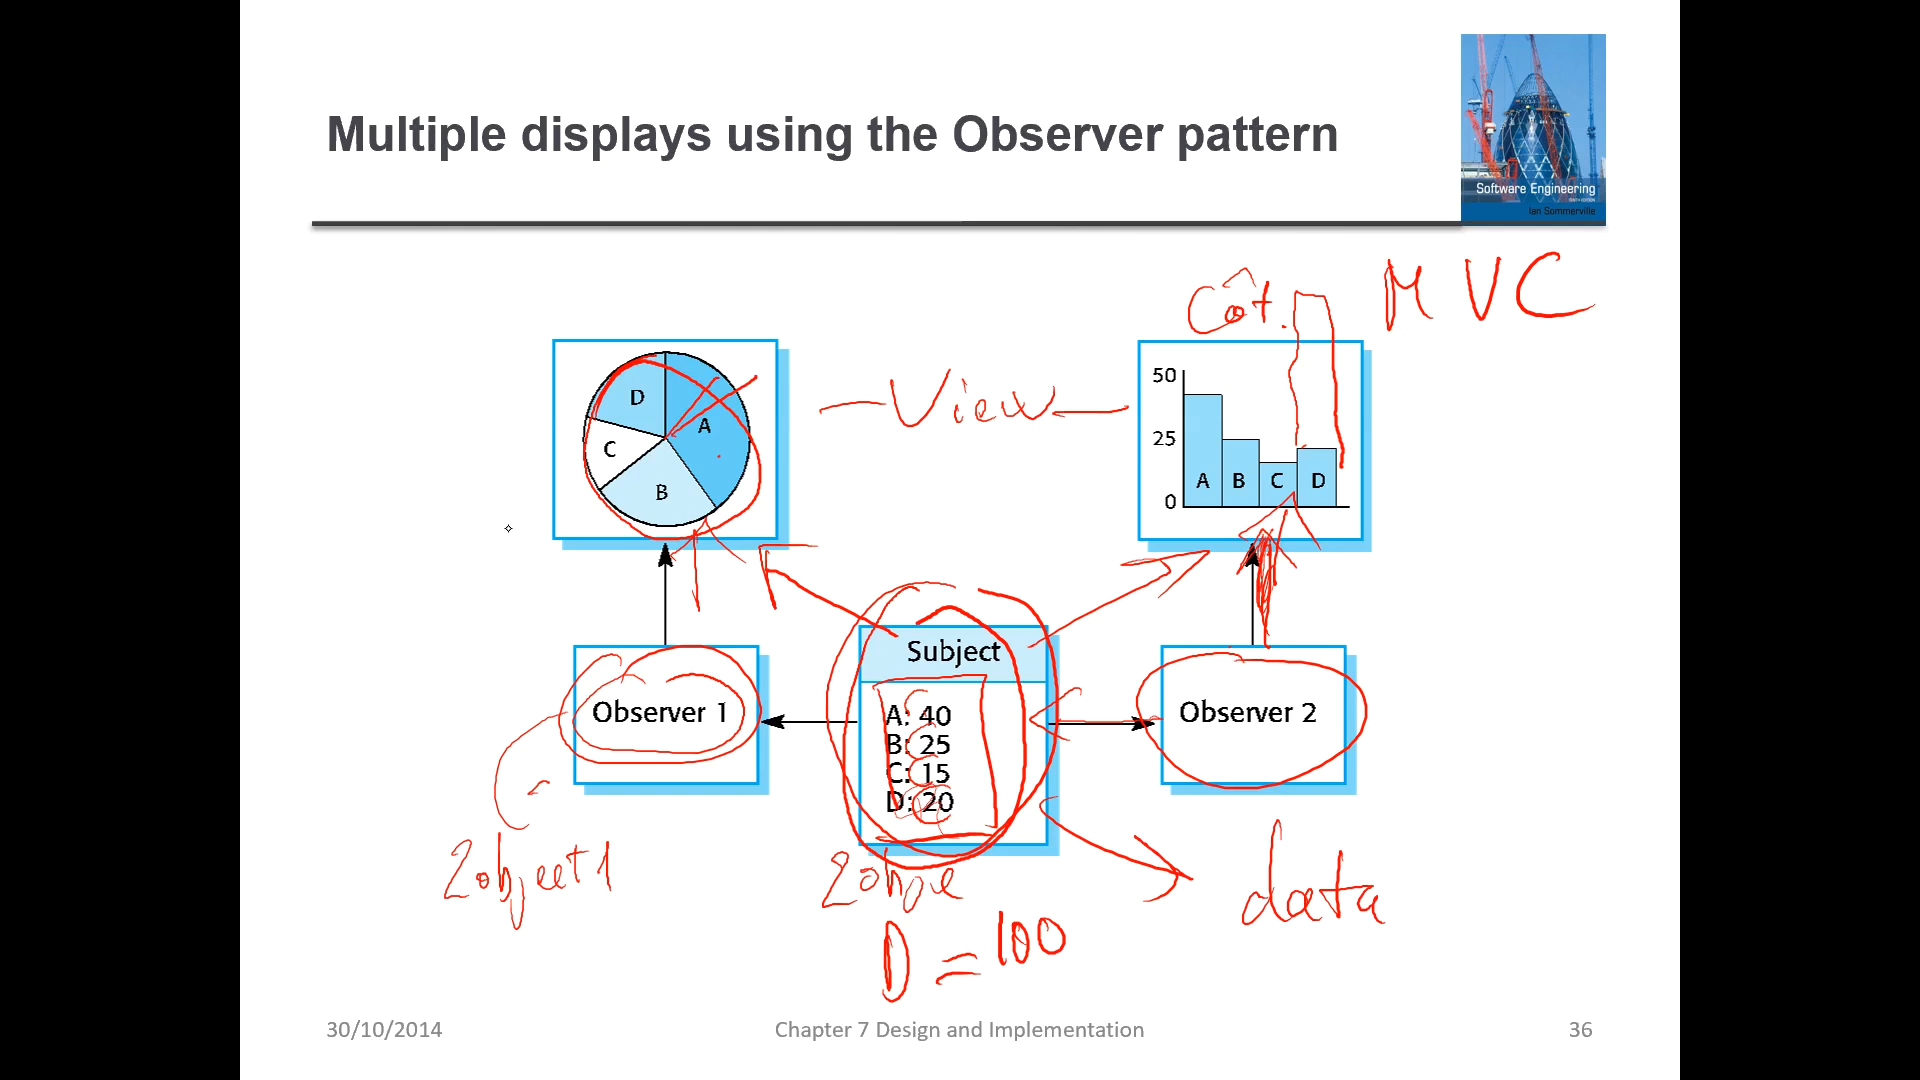 Multiple displays using the Observer pattern
Software Engineering
Ian Sommerville
MVC
Cột
View
D
A
C
B
50
25
0
A B C D
Subject
Observer 1
A: 40
B: 25
C: 15
D: 20
Observer 2
data
D = 100
30/10/2014
Chapter 7 Design and Implementation
36